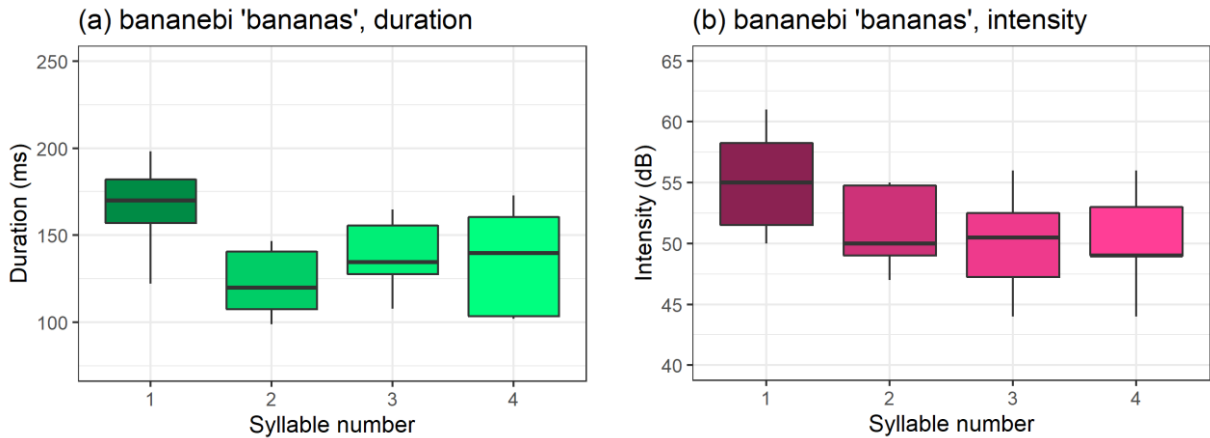 (a) bananebi 'bananas', duration
Duration (ms)
250
200
150
100
1 2 3 4
Syllable number
(b) bananebi 'bananas', intensity
Intensity (dB)
65
60
55
50
45
40
1 2 3 4
Syllable number